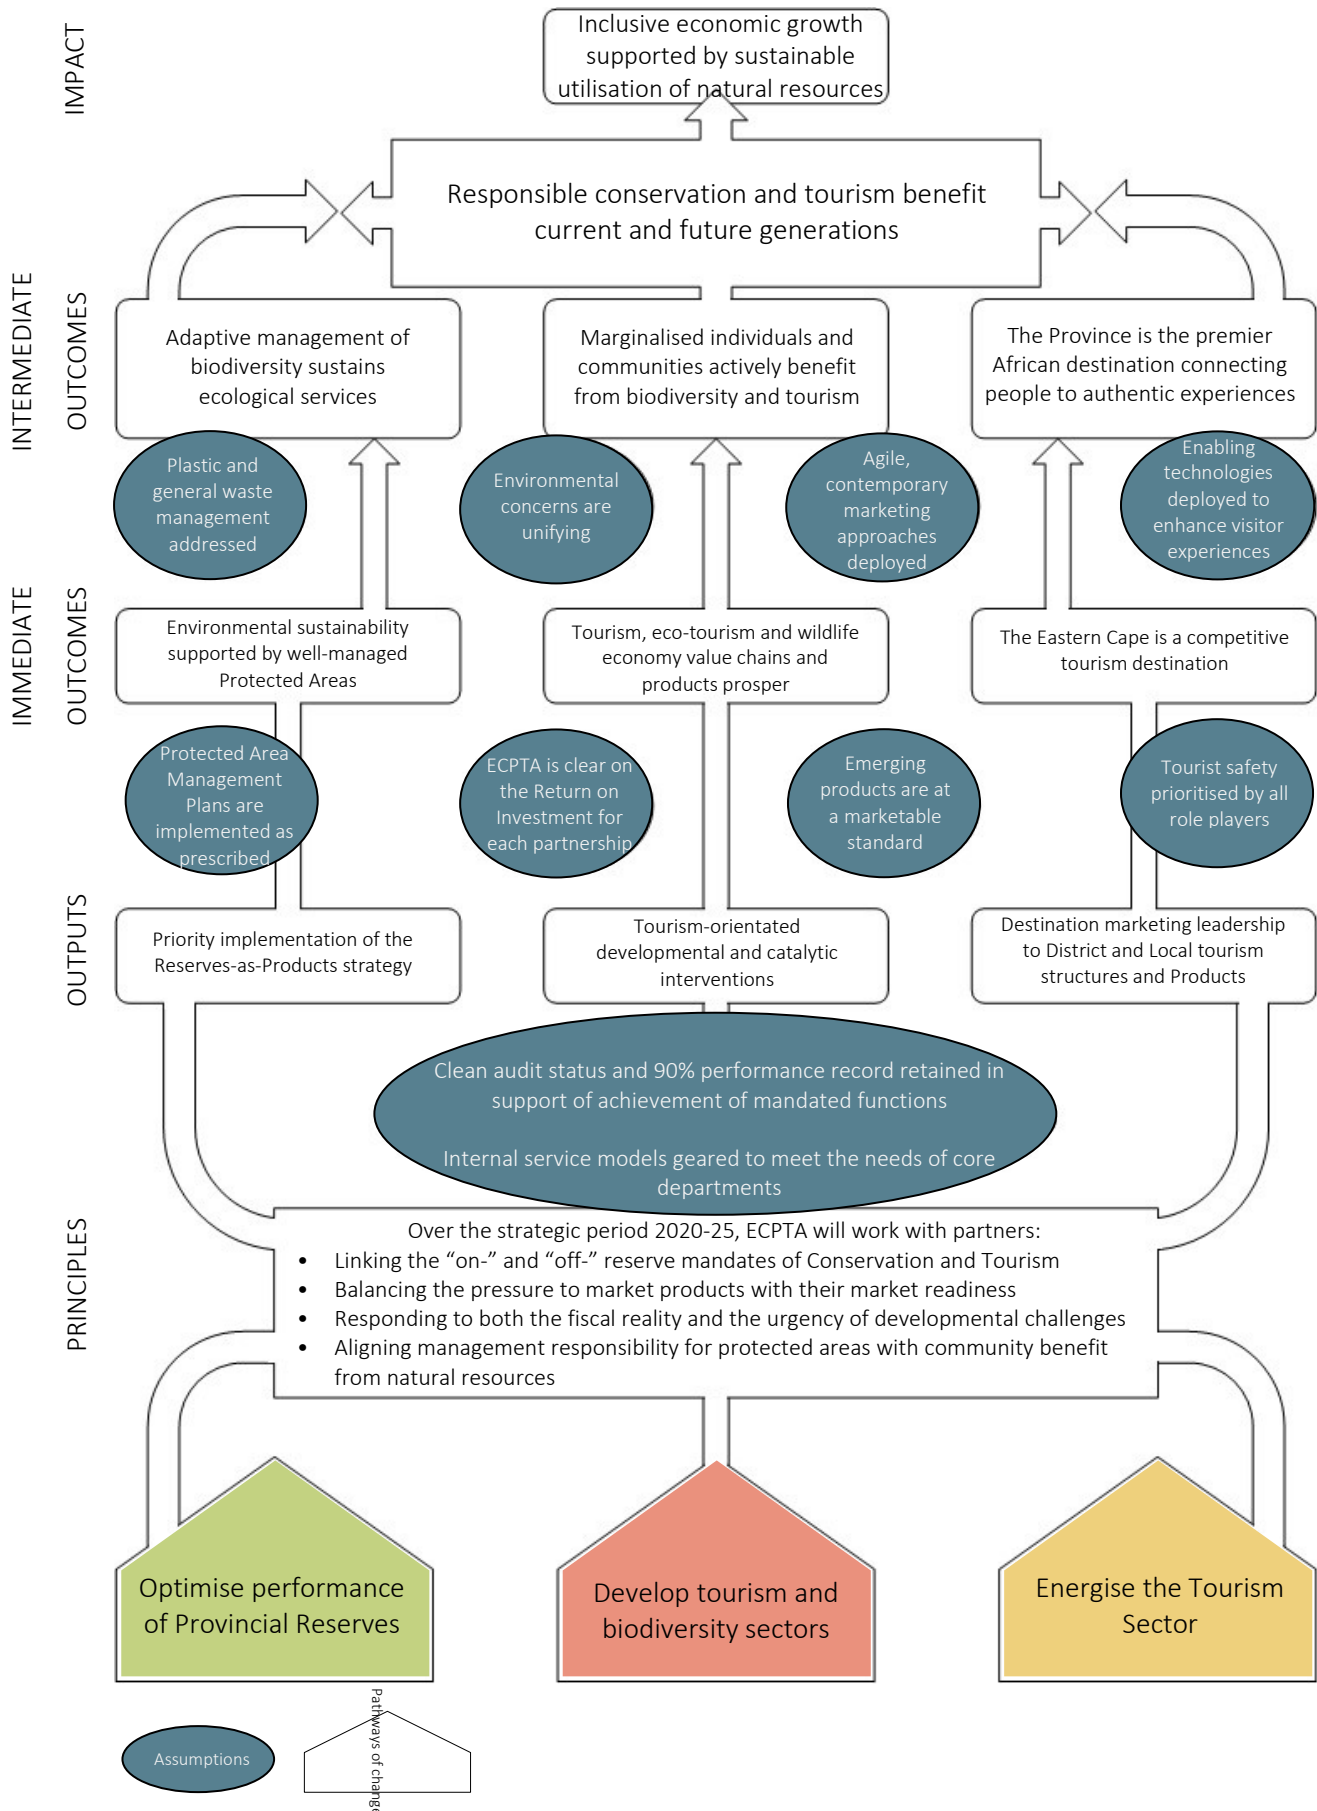 IMPACT
Inclusive economic growth
supported by sustainable
utilisation of natural resources
Responsible conservation and tourism benefit
current and future generations
INTERMEDIATE
OUTCOMES
Adaptive management of
biodiversity sustains
ecological services
Marginalised individuals and
communities actively benefit
from biodiversity and tourism
The Province is the premier
African destination connecting
people to authentic experiences
Plastic and
general waste
management
addressed
Environmental
concerns are
unifying
Agile,
contemporary
marketing
approaches
deployed
Enabling
technologies
deployed to
enhance visitor
experiences
IMMEDIATE
OUTCOMES
Environmental sustainability
supported by well-managed
Protected Areas
Tourism, eco-tourism and wildlife
economy value chains and
products prosper
The Eastern Cape is a competitive
tourism destination
Protected Area
Management
Plans are
implemented as
prescribed
ECPTA is clear on
the Return on
Investment for
each partnership
Emerging
products are at
a marketable
standard
Tourist safety
prioritised by all
role players
OUTPUTS
Priority implementation of the
Reserves-as-Products strategy
Tourism-orientated
developmental and catalytic
interventions
Destination marketing leadership
to District and Local tourism
structures and Products
Clean audit status and 90% performance record retained in
support of achievement of mandated functions
Internal service models geared to meet the needs of core
departments
PRINCIPLES
Over the strategic period 2020-25, ECPTA will work with partners:
• Linking the “on-” and “off-” reserve mandates of Conservation and Tourism
• Balancing the pressure to market products with their market readiness
• Responding to both the fiscal reality and the urgency of developmental challenges
• Aligning management responsibility for protected areas with community benefit
from natural resources
Optimise performance
of Provincial Reserves
Develop tourism and
biodiversity sectors
Energise the Tourism
Sector
Assumptions
Pathways of change